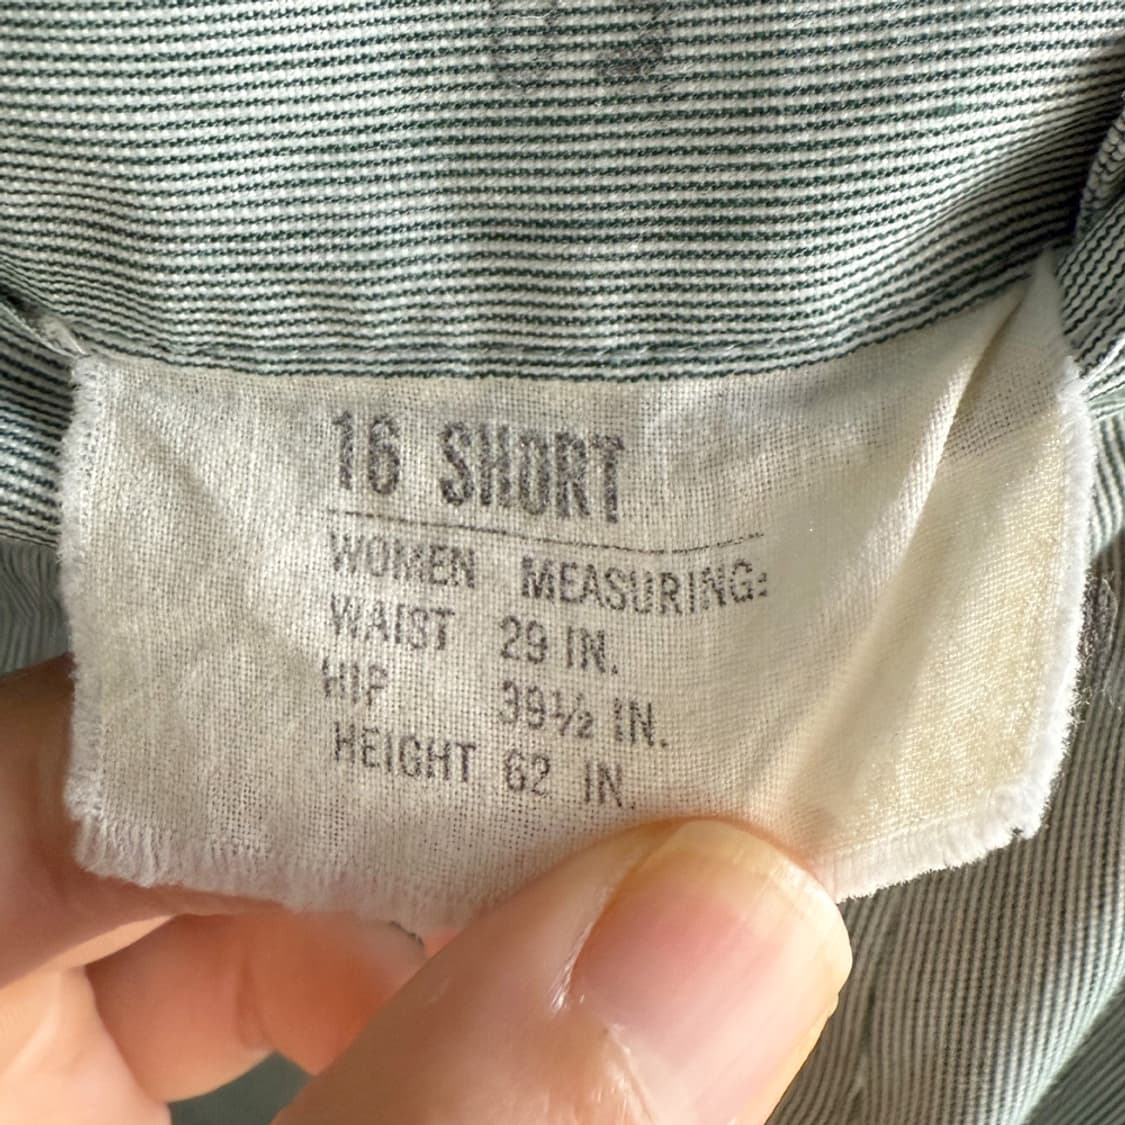 16 SHORT
WOMEN MEASURING:
WAIST 29 IN.
HIP 39½ IN.
HEIGHT 62 IN.